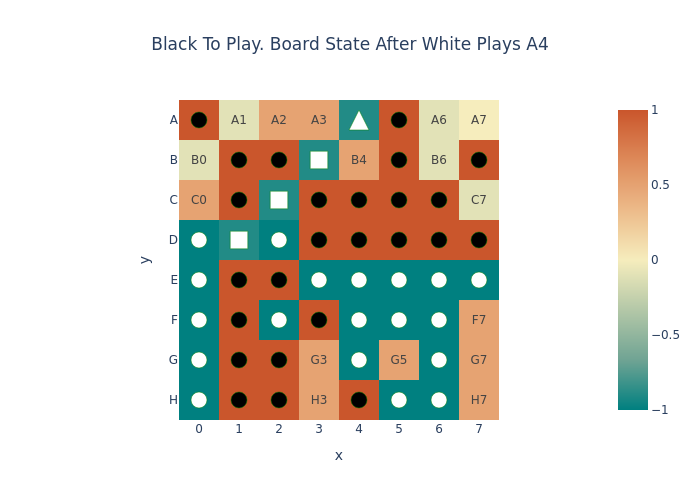 Black To Play. Board State After White Plays A4
A A1 A2 A3 A6 A7
B B0 B4 B6
C C0 C7
D
E
F F7
G G3 G5 G7
H H3 H7
0 1 2 3 4 5 6 7
x
y
1
0.5
0
−0.5
−1